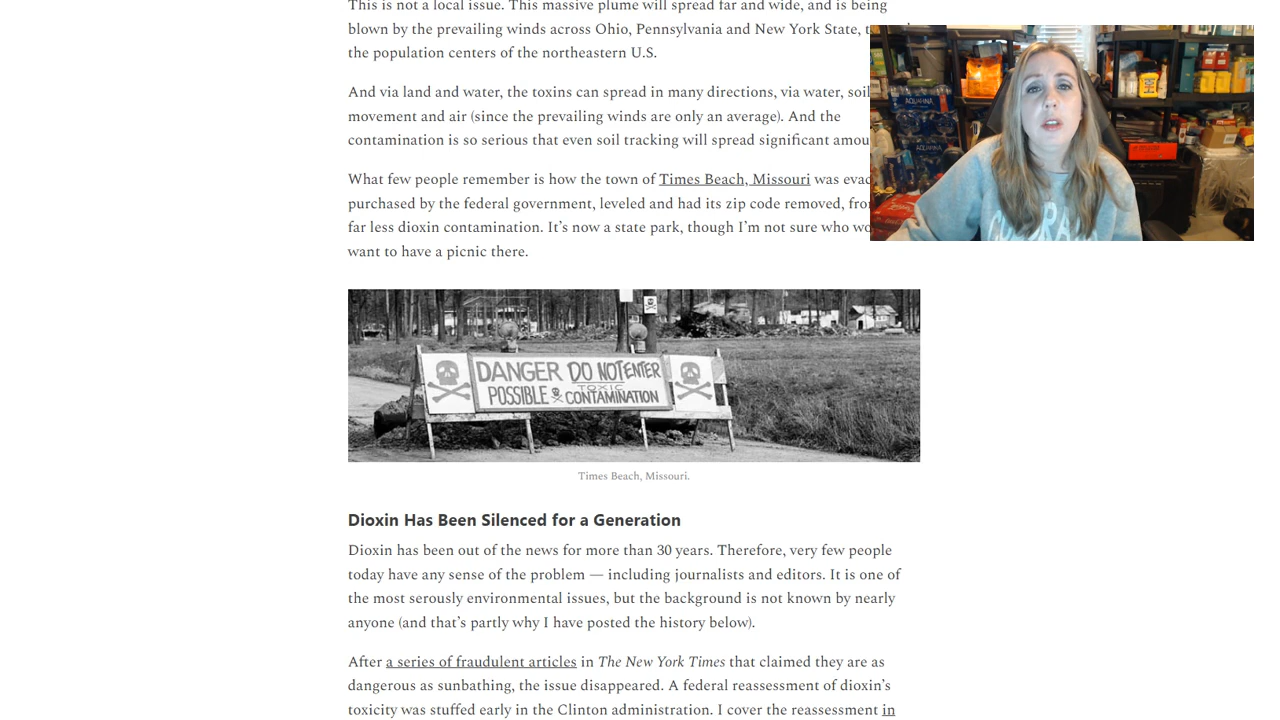 This is not a local issue. This massive plume will spread far and wide, and is being
blown by the prevailing winds across Ohio, Pennsylvania and New York State,
the population centers of the northeastern U.S.
And via land and water, the toxins can spread in many directions, via water, soil
movement and air (since the prevailing winds are only an average). And the
contamination is so serious that even soil tracking will spread significant
What few people remember is how the town of Times Beach, Missouri was
purchased by the federal government, leveled and had its zip code removed,
far less dioxin contamination. It's now a state park, though I'm not sure who
want to have a picnic there.
AQUAFINA
AQUAFINA
DANGER DO NOT ENTER
TOXIC
POSSIBLE CONTAMINATION
Times Beach, Missouri.
Dioxin Has Been Silenced for a Generation
Dioxin has been out of the news for more than 30 years. Therefore, very few people
today have any sense of the problem — including journalists and editors. It is one of
the most serously environmental issues, but the background is not known by nearly
anyone (and that's partly why I have posted the history below).
After a series of fraudulent articles in The New York Times that claimed they are as
dangerous as sunbathing, the issue disappeared. A federal reassessment of dioxin's
toxicity was stuffed early in the Clinton administration. I cover the reassessment in